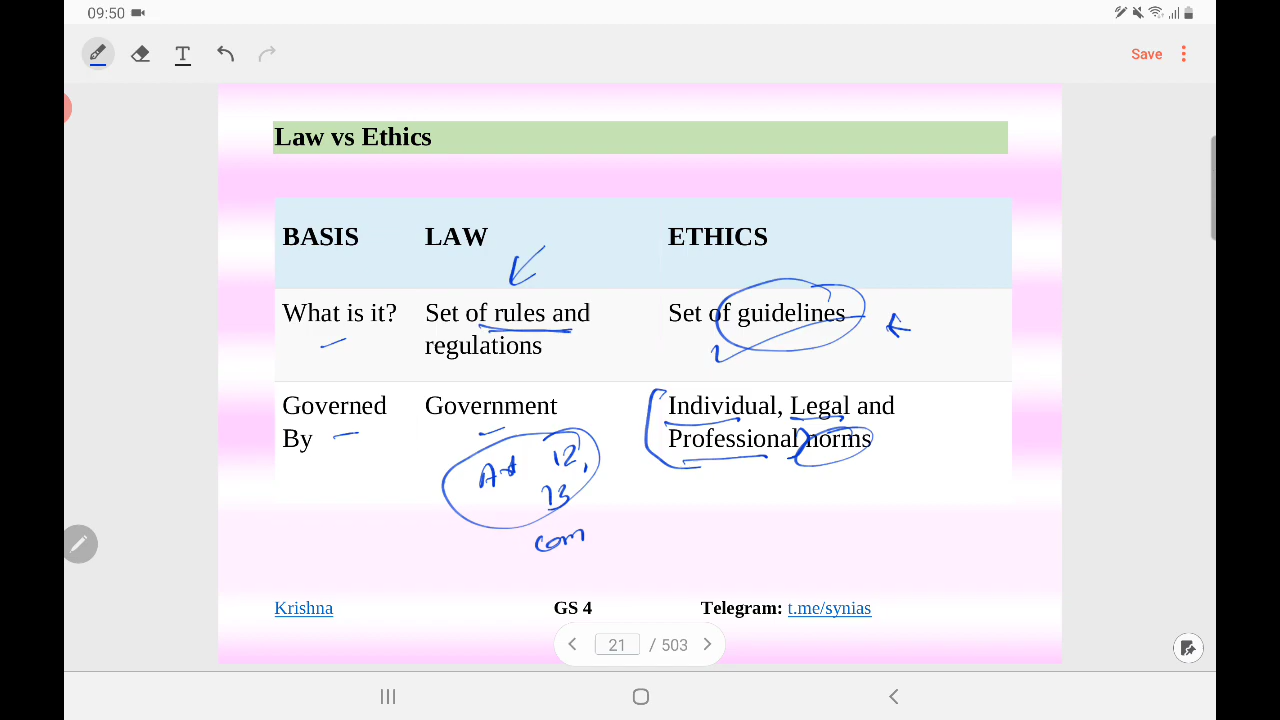 09:50
T
Save
Law vs Ethics
BASIS LAW ETHICS
What is it? Set of rules and Set of guidelines
regulations
Governed Government Individual, Legal and
By Professional norms
Art 12,
13
com
Krishna GS 4 Telegram: t.me/synias
21 / 503